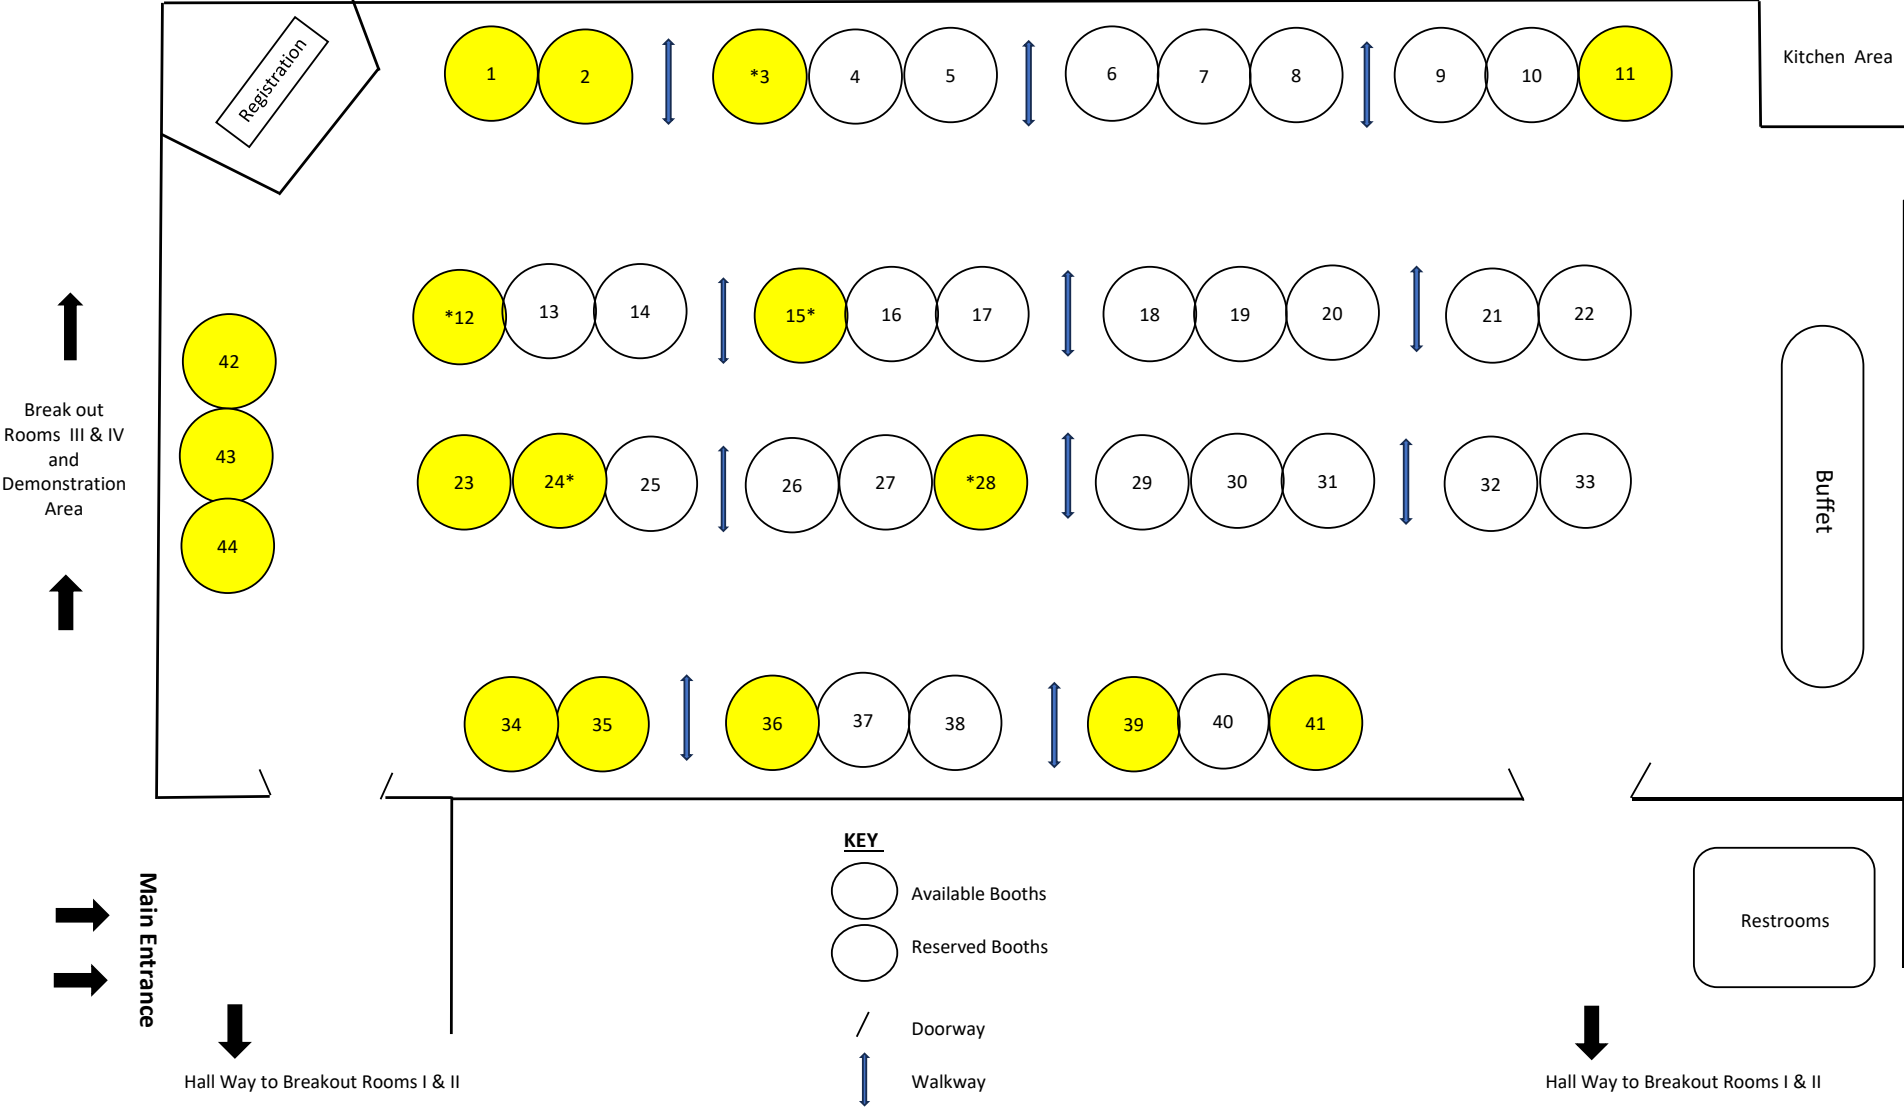 Registration
1
2
*3
4
5
6
7
8
9
10
11
Kitchen Area
*12
13
14
15*
16
17
18
19
20
21
22
42
43
44
Break out
Rooms III & IV
and
Demonstration
Area
23
24*
25
26
27
*28
29
30
31
32
33
Buffet
34
35
36
37
38
39
40
41
Main Entrance
KEY
Available Booths
Reserved Booths
Doorway
Walkway
Restrooms
Hall Way to Breakout Rooms I & II
Hall Way to Breakout Rooms I & II